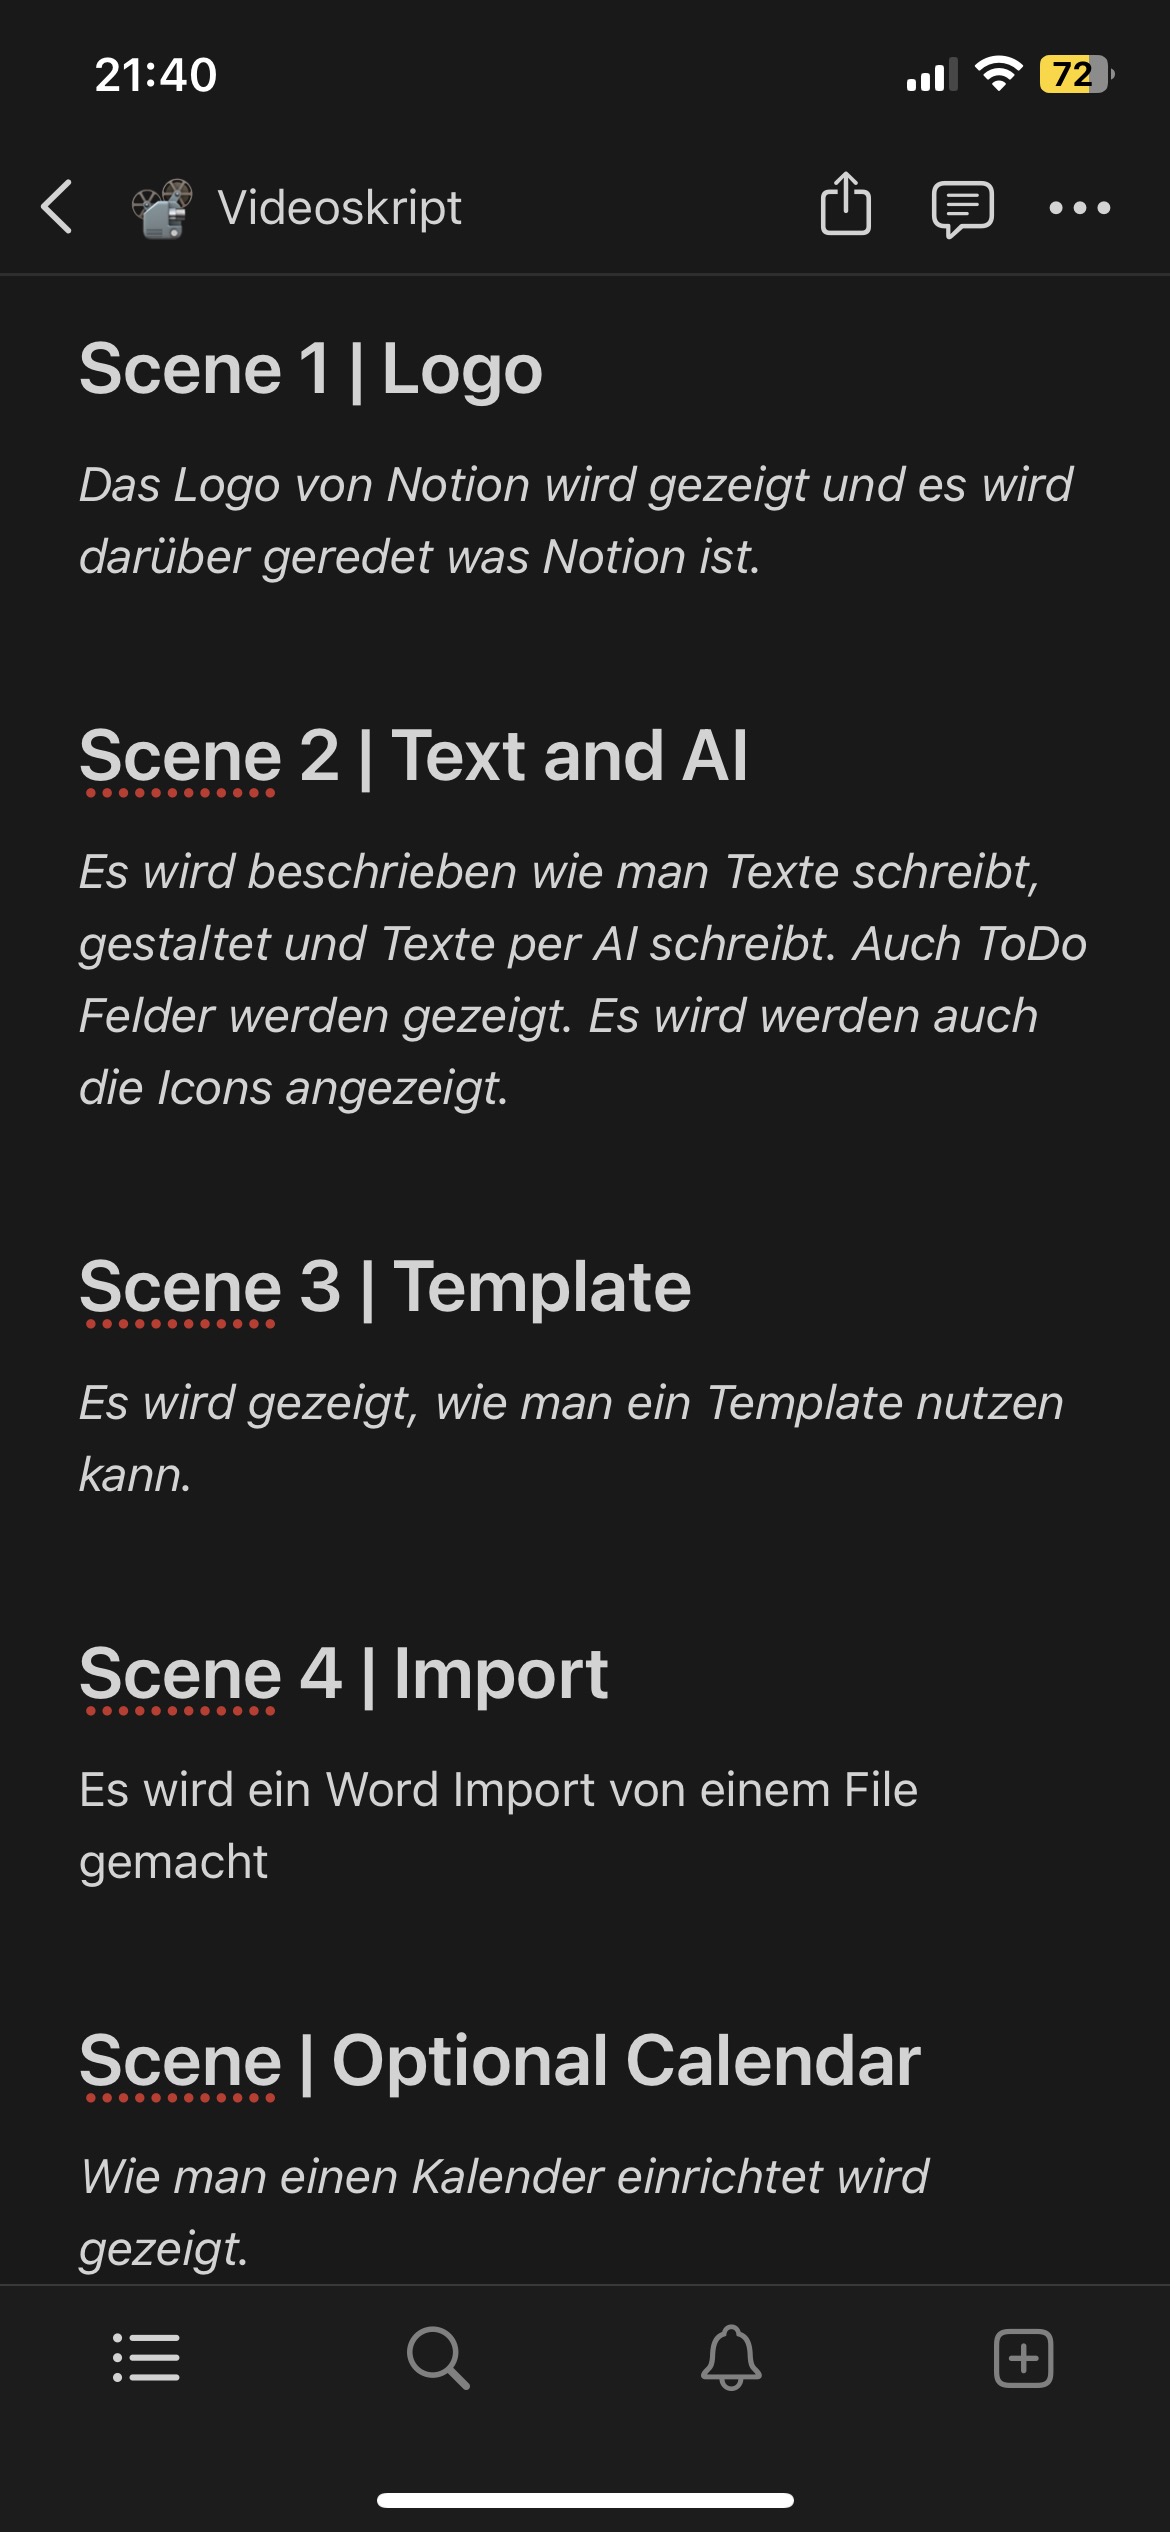 21:40
72
Videoskript
Scene 1 | Logo
Das Logo von Notion wird gezeigt und es wird
darüber geredet was Notion ist.
Scene 2 | Text and AI
Es wird beschrieben wie man Texte schreibt,
gestaltet und Texte per AI schreibt. Auch ToDo
Felder werden gezeigt. Es wird werden auch
die Icons angezeigt.
Scene 3 | Template
Es wird gezeigt, wie man ein Template nutzen
kann.
Scene 4 | Import
Es wird ein Word Import von einem File
gemacht
Scene | Optional Calendar
Wie man einen Kalender einrichtet wird
gezeigt.